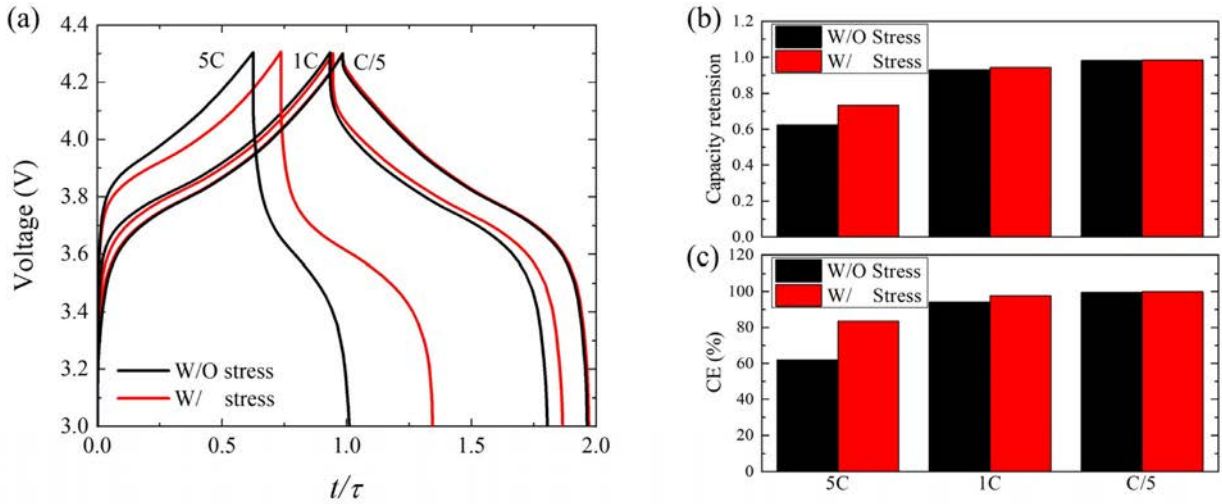 (a)
4.4
4.2
4.0
3.8
3.6
3.4
3.2
3.0
Voltage (V)
5C
1C
C/5
W/O stress
W/ stress
0.0 0.5 1.0 1.5 2.0
t/τ
(b)
1.2
1.0
0.8
0.6
0.4
0.2
0.0
Capacity retension
W/O Stress
W/ Stress
(c)
120
100
80
60
40
20
0
CE (%)
W/O Stress
W/ Stress
5C 1C C/5